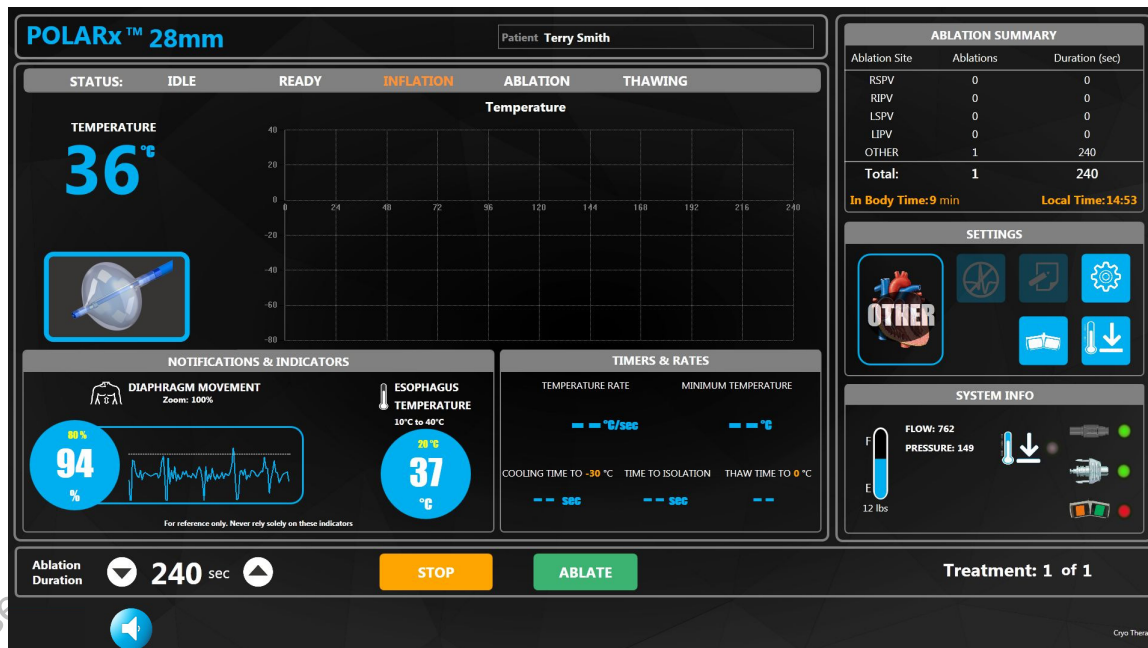 POLARx™ 28mm
Patient Terry Smith
STATUS: IDLE READY INFLATION ABLATION THAWING
TEMPERATURE
36°C
Temperature
40
20
0
-20
-40
-60
-80
0 24 48 72 96 120 144 168 192 216 240
NOTIFICATIONS & INDICATORS
DIAPHRAGM MOVEMENT
Zoom: 100%
80 %
94
%
ESOPHAGUS
TEMPERATURE
10°C to 40°C
20 °C
37
°C
For reference only. Never rely solely on these indicators
TIMERS & RATES
TEMPERATURE RATE MINIMUM TEMPERATURE
-- °C/sec -- °C
COOLING TIME TO -30 °C TIME TO ISOLATION THAW TIME TO 0 °C
-- sec -- sec --
ABLATION SUMMARY
Ablation Site Ablations Duration (sec)
RSPV 0 0
RIPV 0 0
LSPV 0 0
LIPV 0 0
OTHER 1 240
Total: 1 240
In Body Time: 9 min Local Time: 14:53
SETTINGS
OTHER
SYSTEM INFO
F
E
12 lbs
FLOW: 762
PRESSURE: 149
Ablation
Duration
240 sec
STOP
ABLATE
Treatment: 1 of 1